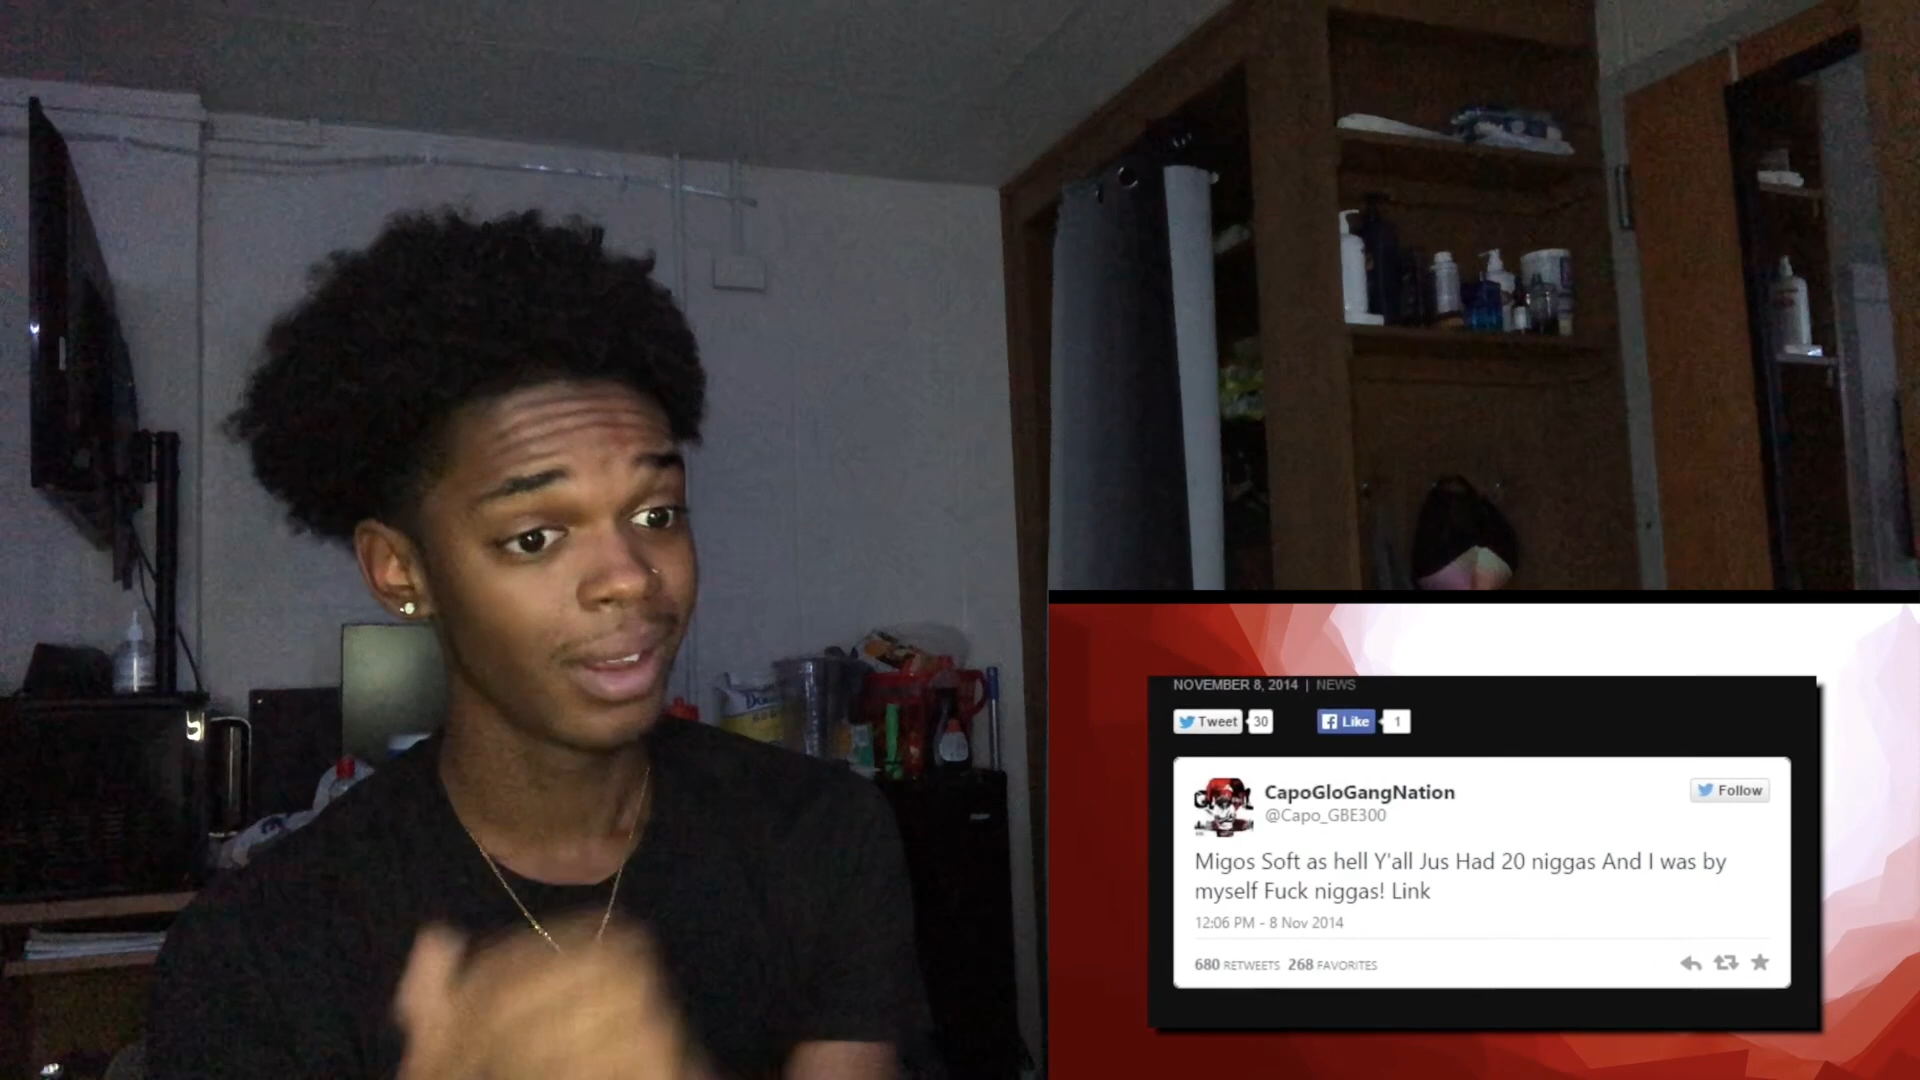 NOVEMBER 8, 2014 | NEWS
Tweet 30 Like 1
CapoGloGangNation
@Capo_GBE300
Follow
Migos Soft as hell Y'all Jus Had 20 niggas And I was by
myself Fuck niggas! Link
12:06 PM - 8 Nov 2014
680 RETWEETS 268 FAVORITES